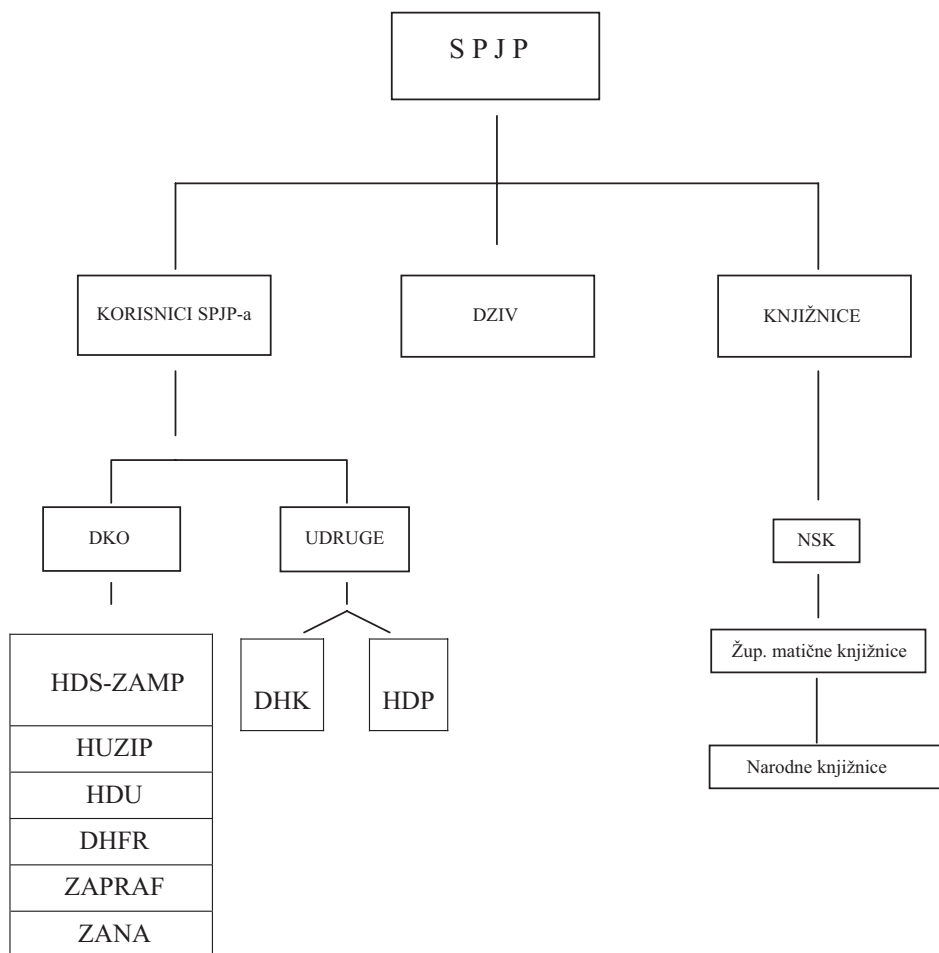 S P J P
KORISNICI SPJP-a
DZIV
KNJIŽNICE
DKO
UDRUGE
NSK
HDS-ZAMP
HUZIP
HDU
DHFR
ZAPRAF
ZANA
DHK
HDP
Žup. matične knjižnice
Narodne knjižnice